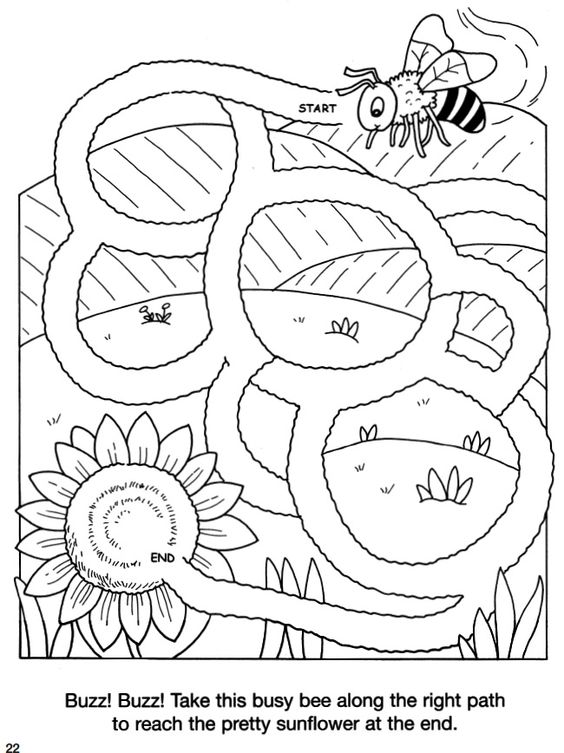 START
END
Buzz! Buzz! Take this busy bee along the right path
to reach the pretty sunflower at the end.
22